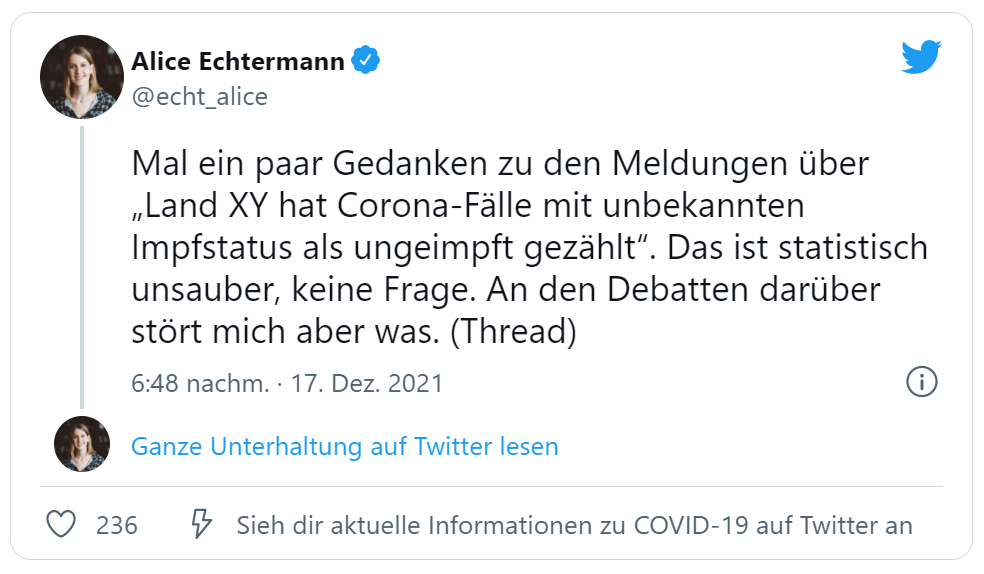 Alice Echtermann
@echt_alice
Mal ein paar Gedanken zu den Meldungen über
„Land XY hat Corona-Fälle mit unbekannten
Impfstatus als ungeimpft gezählt“. Das ist statistisch
unsauber, keine Frage. An den Debatten darüber
stört mich aber was. (Thread)
6:48 nachm. · 17. Dez. 2021
Ganze Unterhaltung auf Twitter lesen
236 Sieh dir aktuelle Informationen zu COVID-19 auf Twitter an